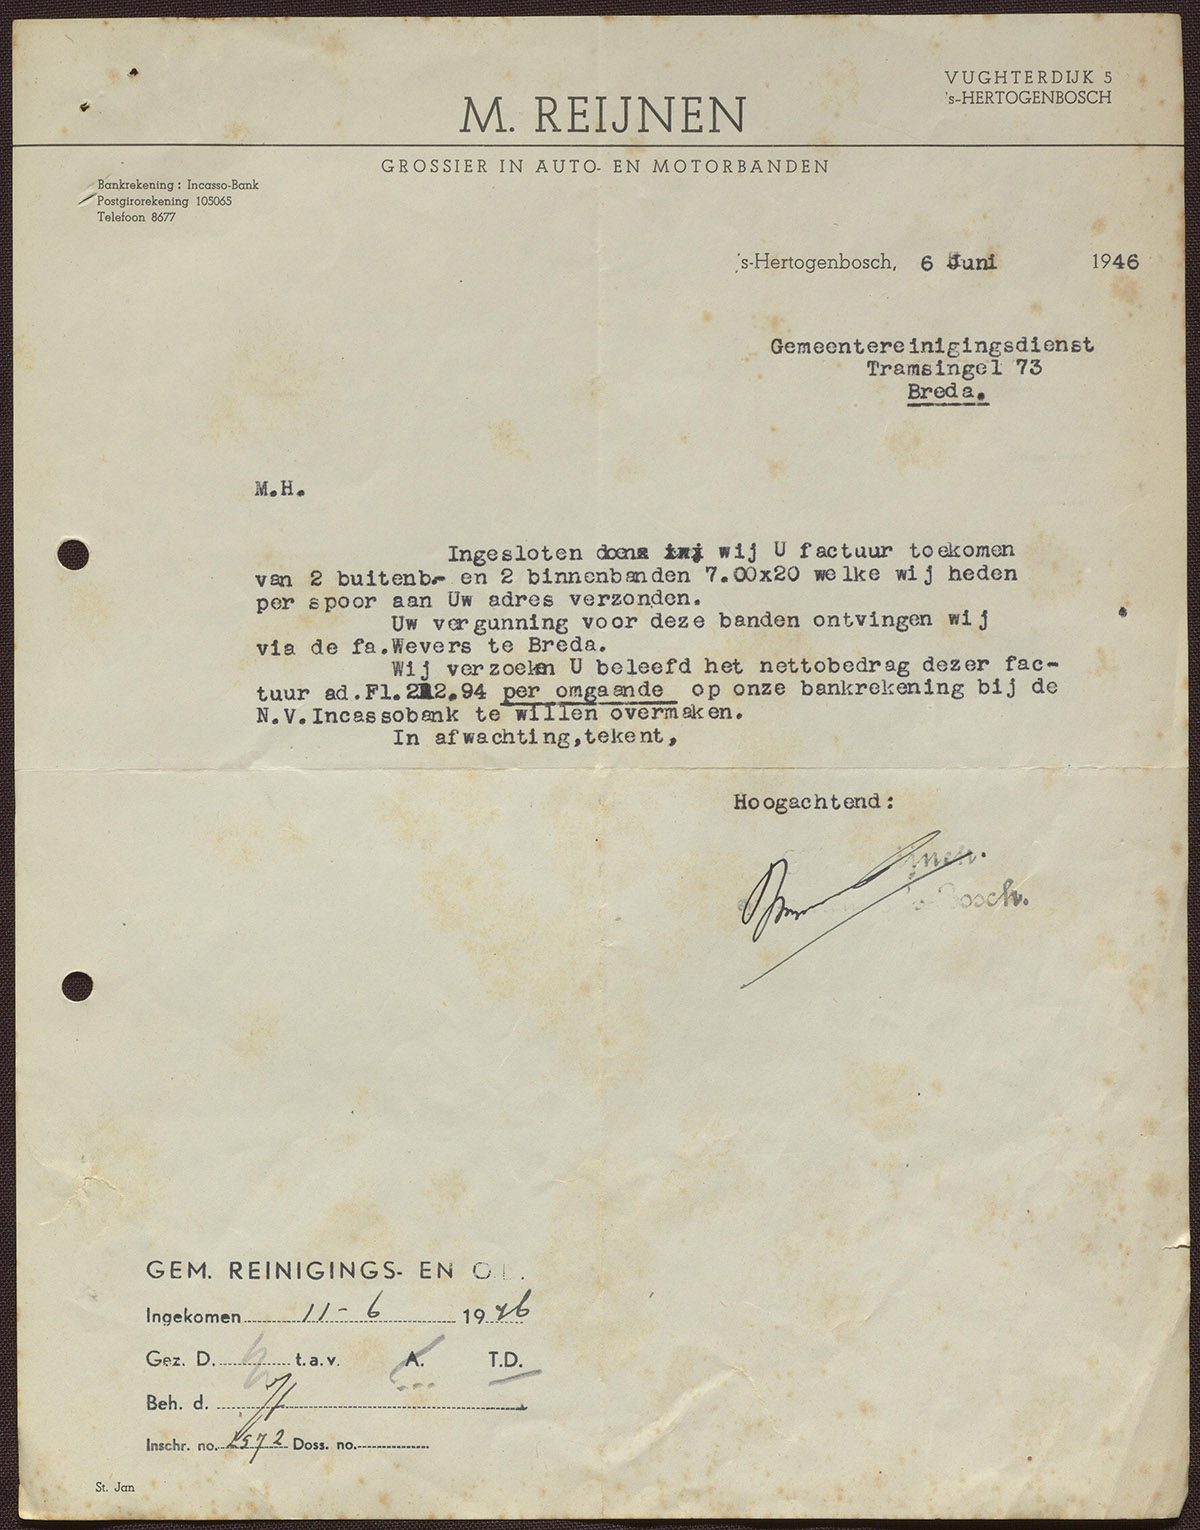 VUGHTERDIJK 5
's-HERTOGENBOSCH
M. REIJNEN
GROSSIER IN AUTO- EN MOTORBANDEN
Bankrekening : Incasso-Bank
Postgirorekening 105065
Telefoon 8677
's-Hertogenbosch, 6 Juni 1946
Gemeentereinigingsdienst
Tramsingel 73
Breda.
M.H.
Ingesloten doen wij U factuur toekomen
van 2 buitenb.- en 2 binnenbanden 7.00x20 welke wij heden
per spoor aan Uw adres verzonden.
Uw vergunning voor deze banden ontvingen wij
via de fa.Wevers te Breda.
Wij verzoeken U beleefd het nettobedrag dezer fac-
tuur ad.Fl. per omgaande op onze bankrekening bij de
N.V.Incassobank te willen overmaken.
In afwachting,tekent,
Hoogachtend:
Bosch.
GEM. REINIGINGS- EN
Ingekomen 11-6 1946
Gez. D. t.a.v. A. T.D.
Beh. d.
Inschr. no. 2572 Doss. no.
St. Jan